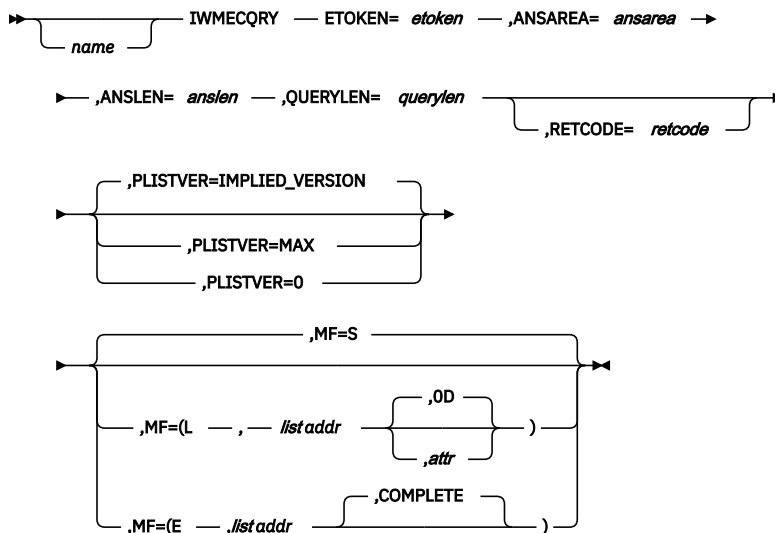 IWMECQRY ETOKEN= etoken ,ANSAREA= ansarea
name
,ANSLEN= anslen ,QUERYLEN= querylen
,RETCODE= retcode
,PLISTVER=IMPLIED_VERSION
,PLISTVER=MAX
,PLISTVER=0
,MF=S
,0D
,MF=(L , list addr )
,attr
,COMPLETE
,MF=(E ,list addr )